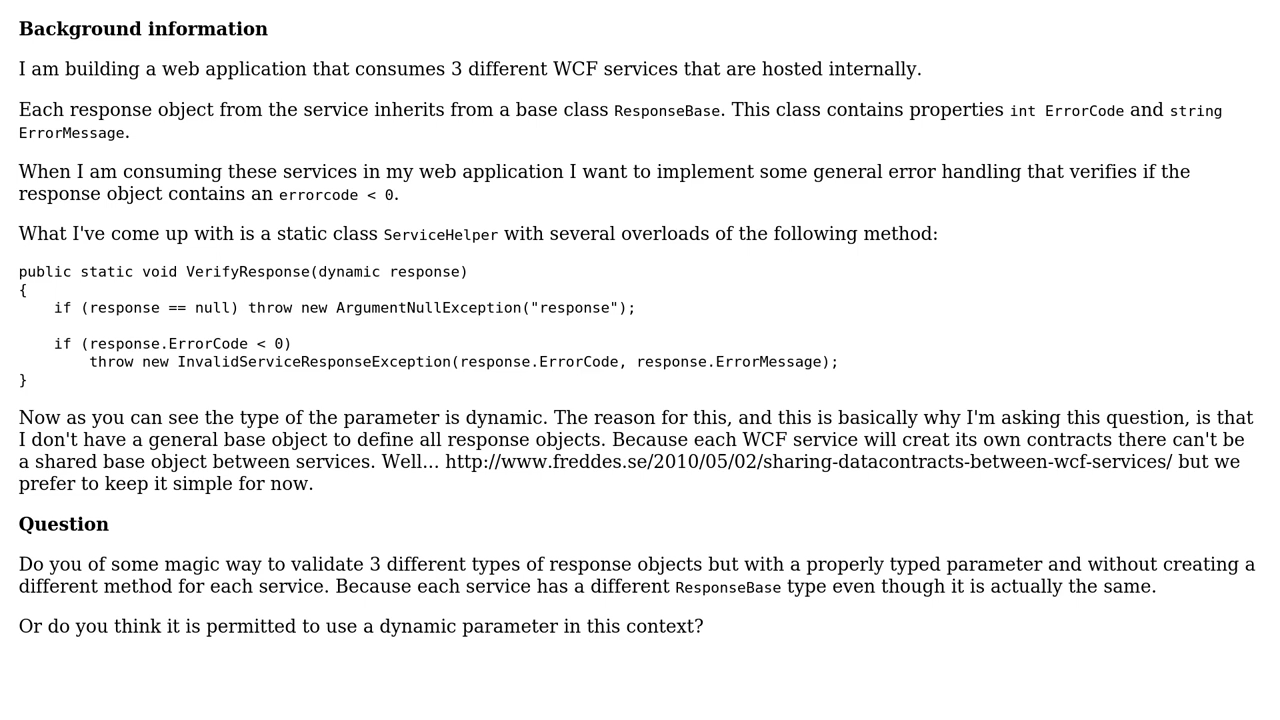 Background information
I am building a web application that consumes 3 different WCF services that are hosted internally.
Each response object from the service inherits from a base class ResponseBase. This class contains properties int ErrorCode and string
ErrorMessage.
When I am consuming these services in my web application I want to implement some general error handling that verifies if the
response object contains an errorcode < 0.
What I've come up with is a static class ServiceHelper with several overloads of the following method:
public static void VerifyResponse(dynamic response)
{
    if (response == null) throw new ArgumentNullException("response");
    if (response.ErrorCode < 0)
        throw new InvalidServiceResponseException(response.ErrorCode, response.ErrorMessage);
}
Now as you can see the type of the parameter is dynamic. The reason for this, and this is basically why I'm asking this question, is that
I don't have a general base object to define all response objects. Because each WCF service will creat its own contracts there can't be
a shared base object between services. Well... http://www.freddes.se/2010/05/02/sharing-datacontracts-between-wcf-services/ but we
prefer to keep it simple for now.
Question
Do you of some magic way to validate 3 different types of response objects but with a properly typed parameter and without creating a
different method for each service. Because each service has a different ResponseBase type even though it is actually the same.
Or do you think it is permitted to use a dynamic parameter in this context?